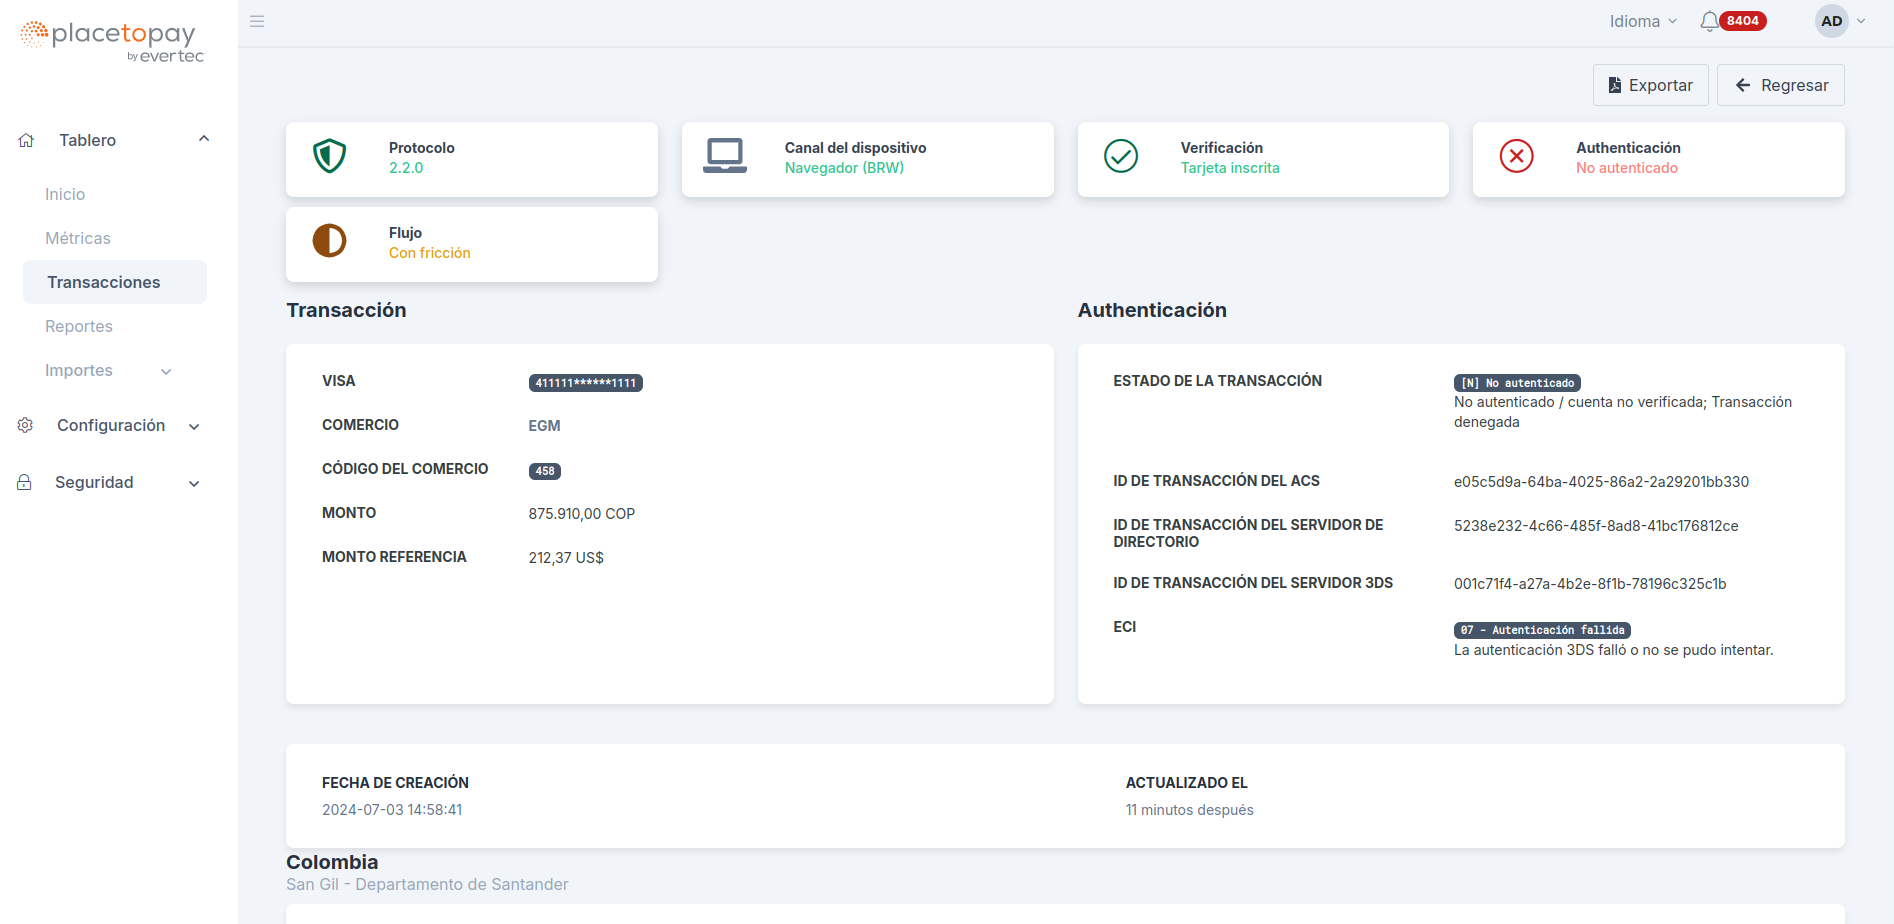 placetopay
by evertec
Tablero
Inicio
Métricas
Transacciones
Reportes
Importes
Configuración
Seguridad
Idioma
8404
AD
Exportar
Regresar
Protocolo
2.2.0
Canal del dispositivo
Navegador (BRW)
Verificación
Tarjeta inscrita
Authenticación
No autenticado
Flujo
Con fricción
Transacción
VISA
411111******1111
COMERCIO
EGM
CÓDIGO DEL COMERCIO
458
MONTO
875.910,00 COP
MONTO REFERENCIA
212,37 US$
Authenticación
ESTADO DE LA TRANSACCIÓN
[N] No autenticado
No autenticado / cuenta no verificada; Transacción
denegada
ID DE TRANSACCIÓN DEL ACS
e05c5d9a-64ba-4025-86a2-2a29201bb330
ID DE TRANSACCIÓN DEL SERVIDOR DE
DIRECTORIO
5238e232-4c66-485f-8ad8-41bc176812ce
ID DE TRANSACCIÓN DEL SERVIDOR 3DS
001c71f4-a27a-4b2e-8f1b-78196c325c1b
ECI
07 - Autenticación fallida
La autenticación 3DS falló o no se pudo intentar.
FECHA DE CREACIÓN
2024-07-03 14:58:41
ACTUALIZADO EL
11 minutos después
Colombia
San Gil - Departamento de Santander